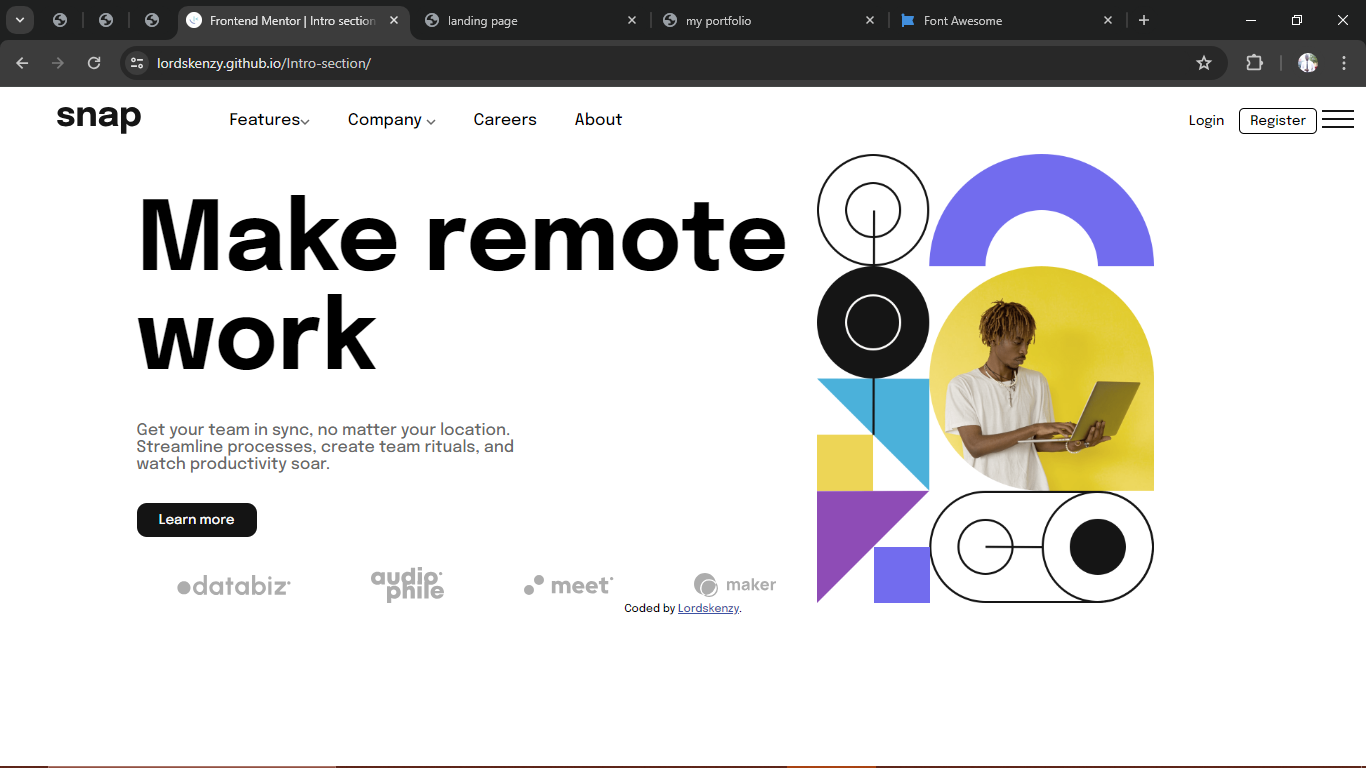 Frontend Mentor | Intro section
landing page
my portfolio
Font Awesome
lordskenzy.github.io/Intro-section/
snap
Features
Company
Careers
About
Login
Register
Make remote
work
Get your team in sync, no matter your location.
Streamline processes, create team rituals, and
watch productivity soar.
Learn more
databiz
audio
phile
meet
maker
Coded by Lordskenzy.